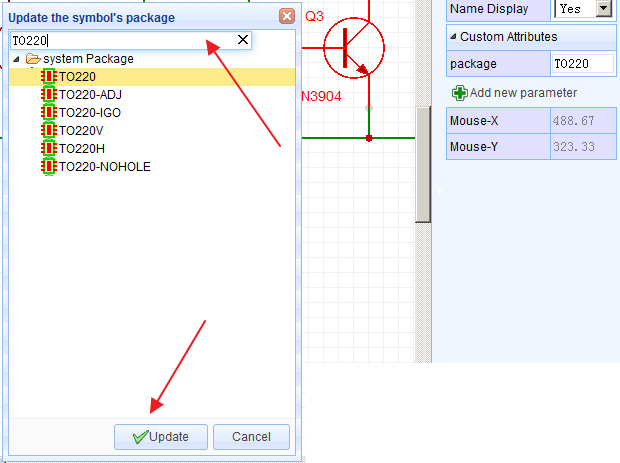 Update the symbol's package
TO220
system Package
TO220
TO220-ADJ
TO220-IGO
TO220V
TO220H
TO220-NOHOLE
Update
Cancel
Q3
N3904
Name Display
Yes
Custom Attributes
package
TO220
Add new parameter
Mouse-X
488.67
Mouse-Y
323.33